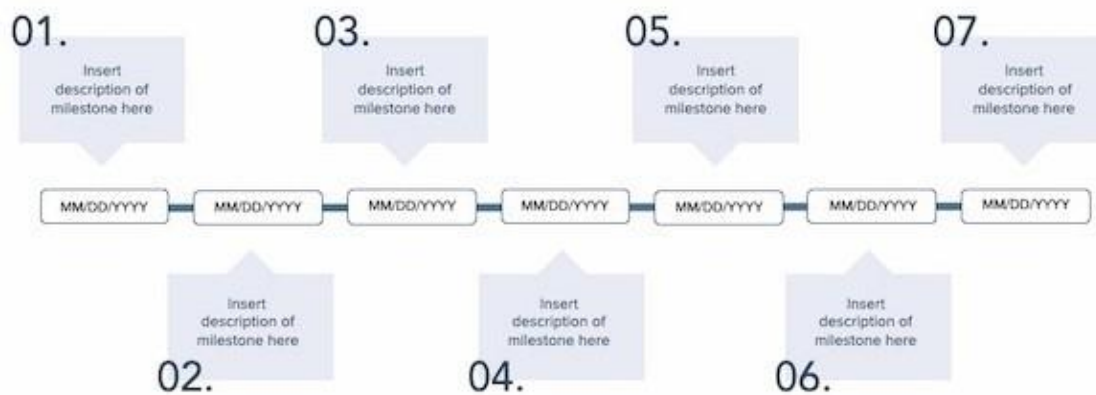 01.
Insert
description of
milestone here
03.
Insert
description of
milestone here
05.
Insert
description of
milestone here
07.
Insert
description of
milestone here
MM/DD/YYYY
MM/DD/YYYY
MM/DD/YYYY
MM/DD/YYYY
MM/DD/YYYY
MM/DD/YYYY
MM/DD/YYYY
Insert
description of
milestone here
02.
Insert
description of
milestone here
04.
Insert
description of
milestone here
06.